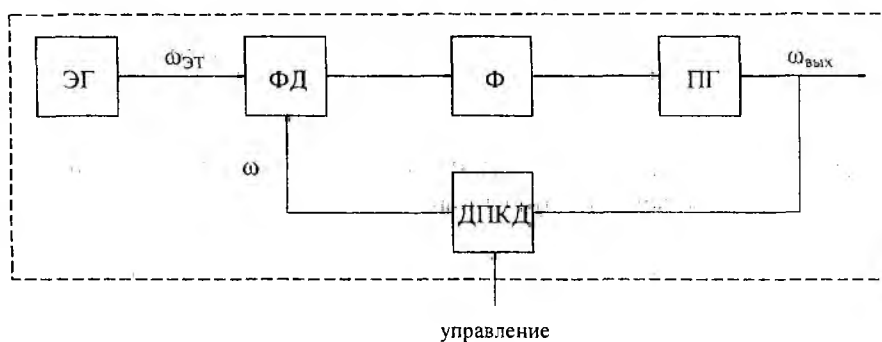 ЭГ
ωЭТ
ФД
Ф
ПГ
ωвых
ω
ДПКД
управление